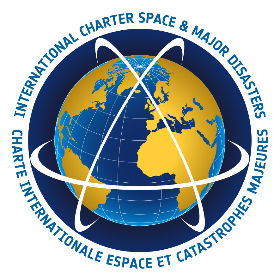 INTERNATIONAL CHARTER SPACE & MAJOR DISASTERS
CHARTE INTERNATIONALE ESPACE ET CATASTROPHES MAJEURES